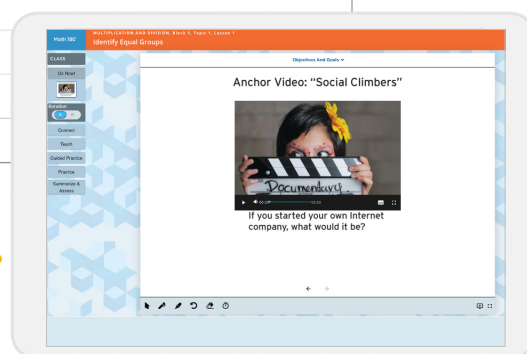 Math 180
MULTIPLICATION AND DIVISION, Block 1, Topic 1, Lesson 1
Identify Equal Groups
CLASS
Do Now!
Rotation
Connect
Teach
Guided Practice
Practice
Summarize &
Assess
Objectives And Goals
Anchor Video: “Social Climbers”
Documentary
If you started your own Internet
company, what would it be?